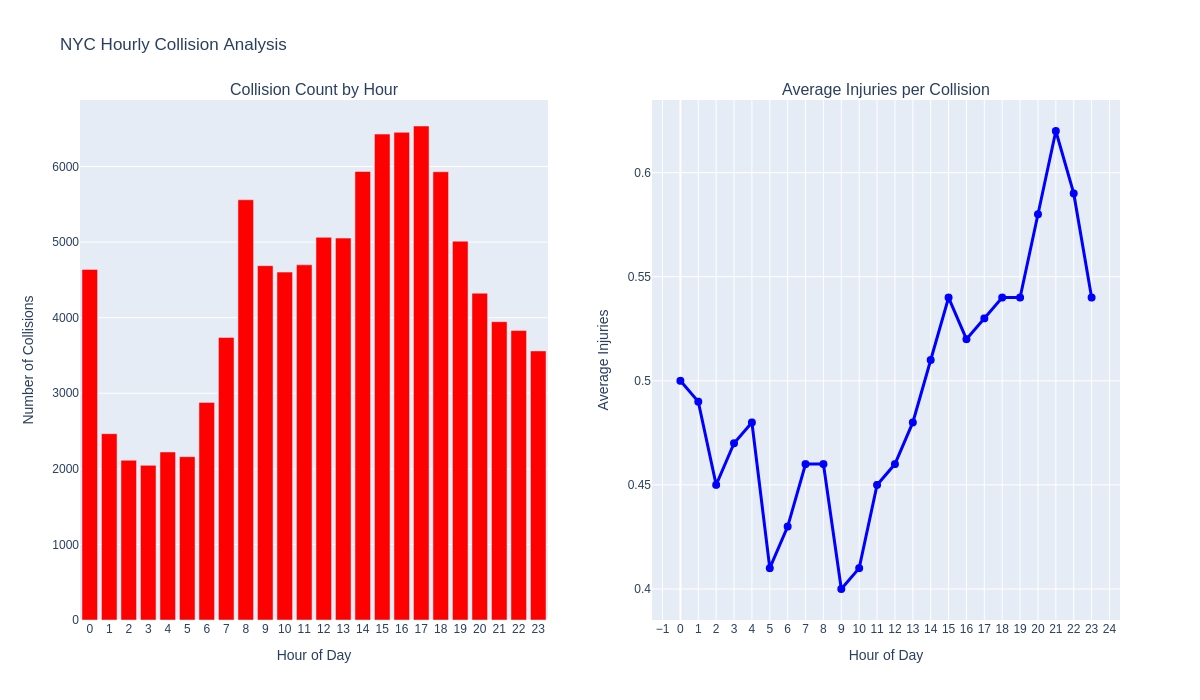 NYC Hourly Collision Analysis
Collision Count by Hour
Number of Collisions
6000
5000
4000
3000
2000
1000
0
0 1 2 3 4 5 6 7 8 9 10 11 12 13 14 15 16 17 18 19 20 21 22 23
Hour of Day
Average Injuries per Collision
Average Injuries
0.6
0.55
0.5
0.45
0.4
−1 0 1 2 3 4 5 6 7 8 9 10 11 12 13 14 15 16 17 18 19 20 21 22 23 24
Hour of Day